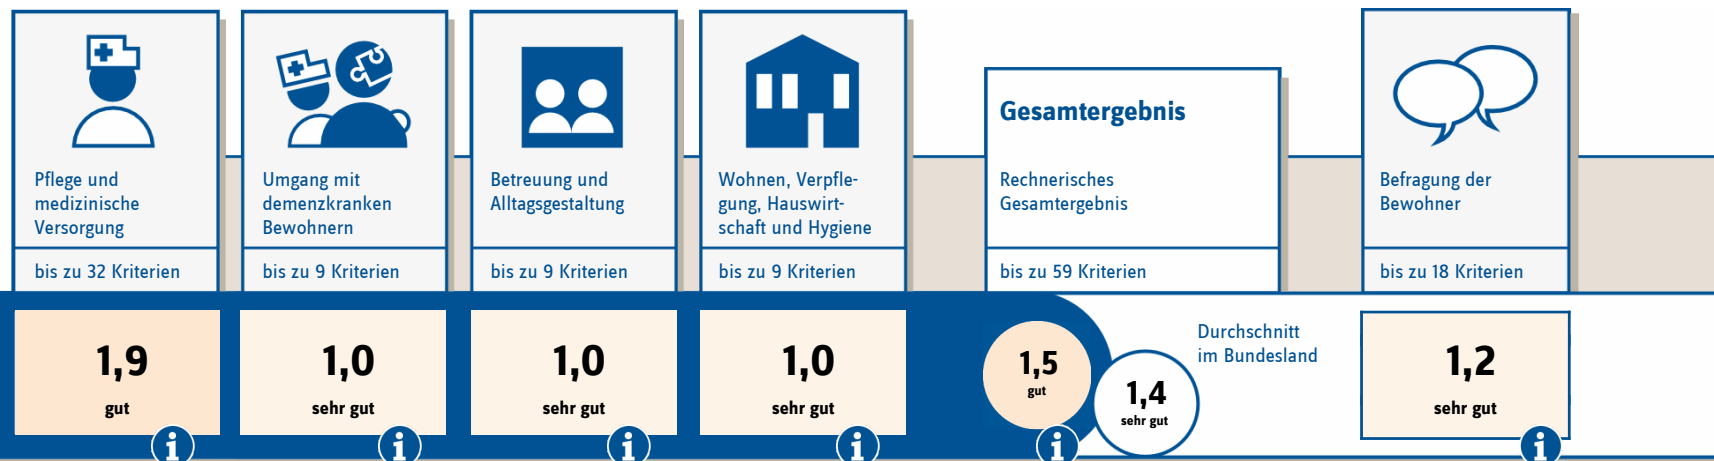 Pflege und
medizinische
Versorgung
bis zu 32 Kriterien
1,9
gut
Umgang mit
demenzkranken
Bewohnern
bis zu 9 Kriterien
1,0
sehr gut
Betreuung und
Alltagsgestaltung
bis zu 9 Kriterien
1,0
sehr gut
Wohnen, Verpfle-
gung, Hauswirt-
schaft und Hygiene
bis zu 9 Kriterien
1,0
sehr gut
Gesamtergebnis
Rechnerisches
Gesamtergebnis
bis zu 59 Kriterien
1,5
gut
Durchschnitt
im Bundesland
1,4
sehr gut
Befragung der
Bewohner
bis zu 18 Kriterien
1,2
sehr gut